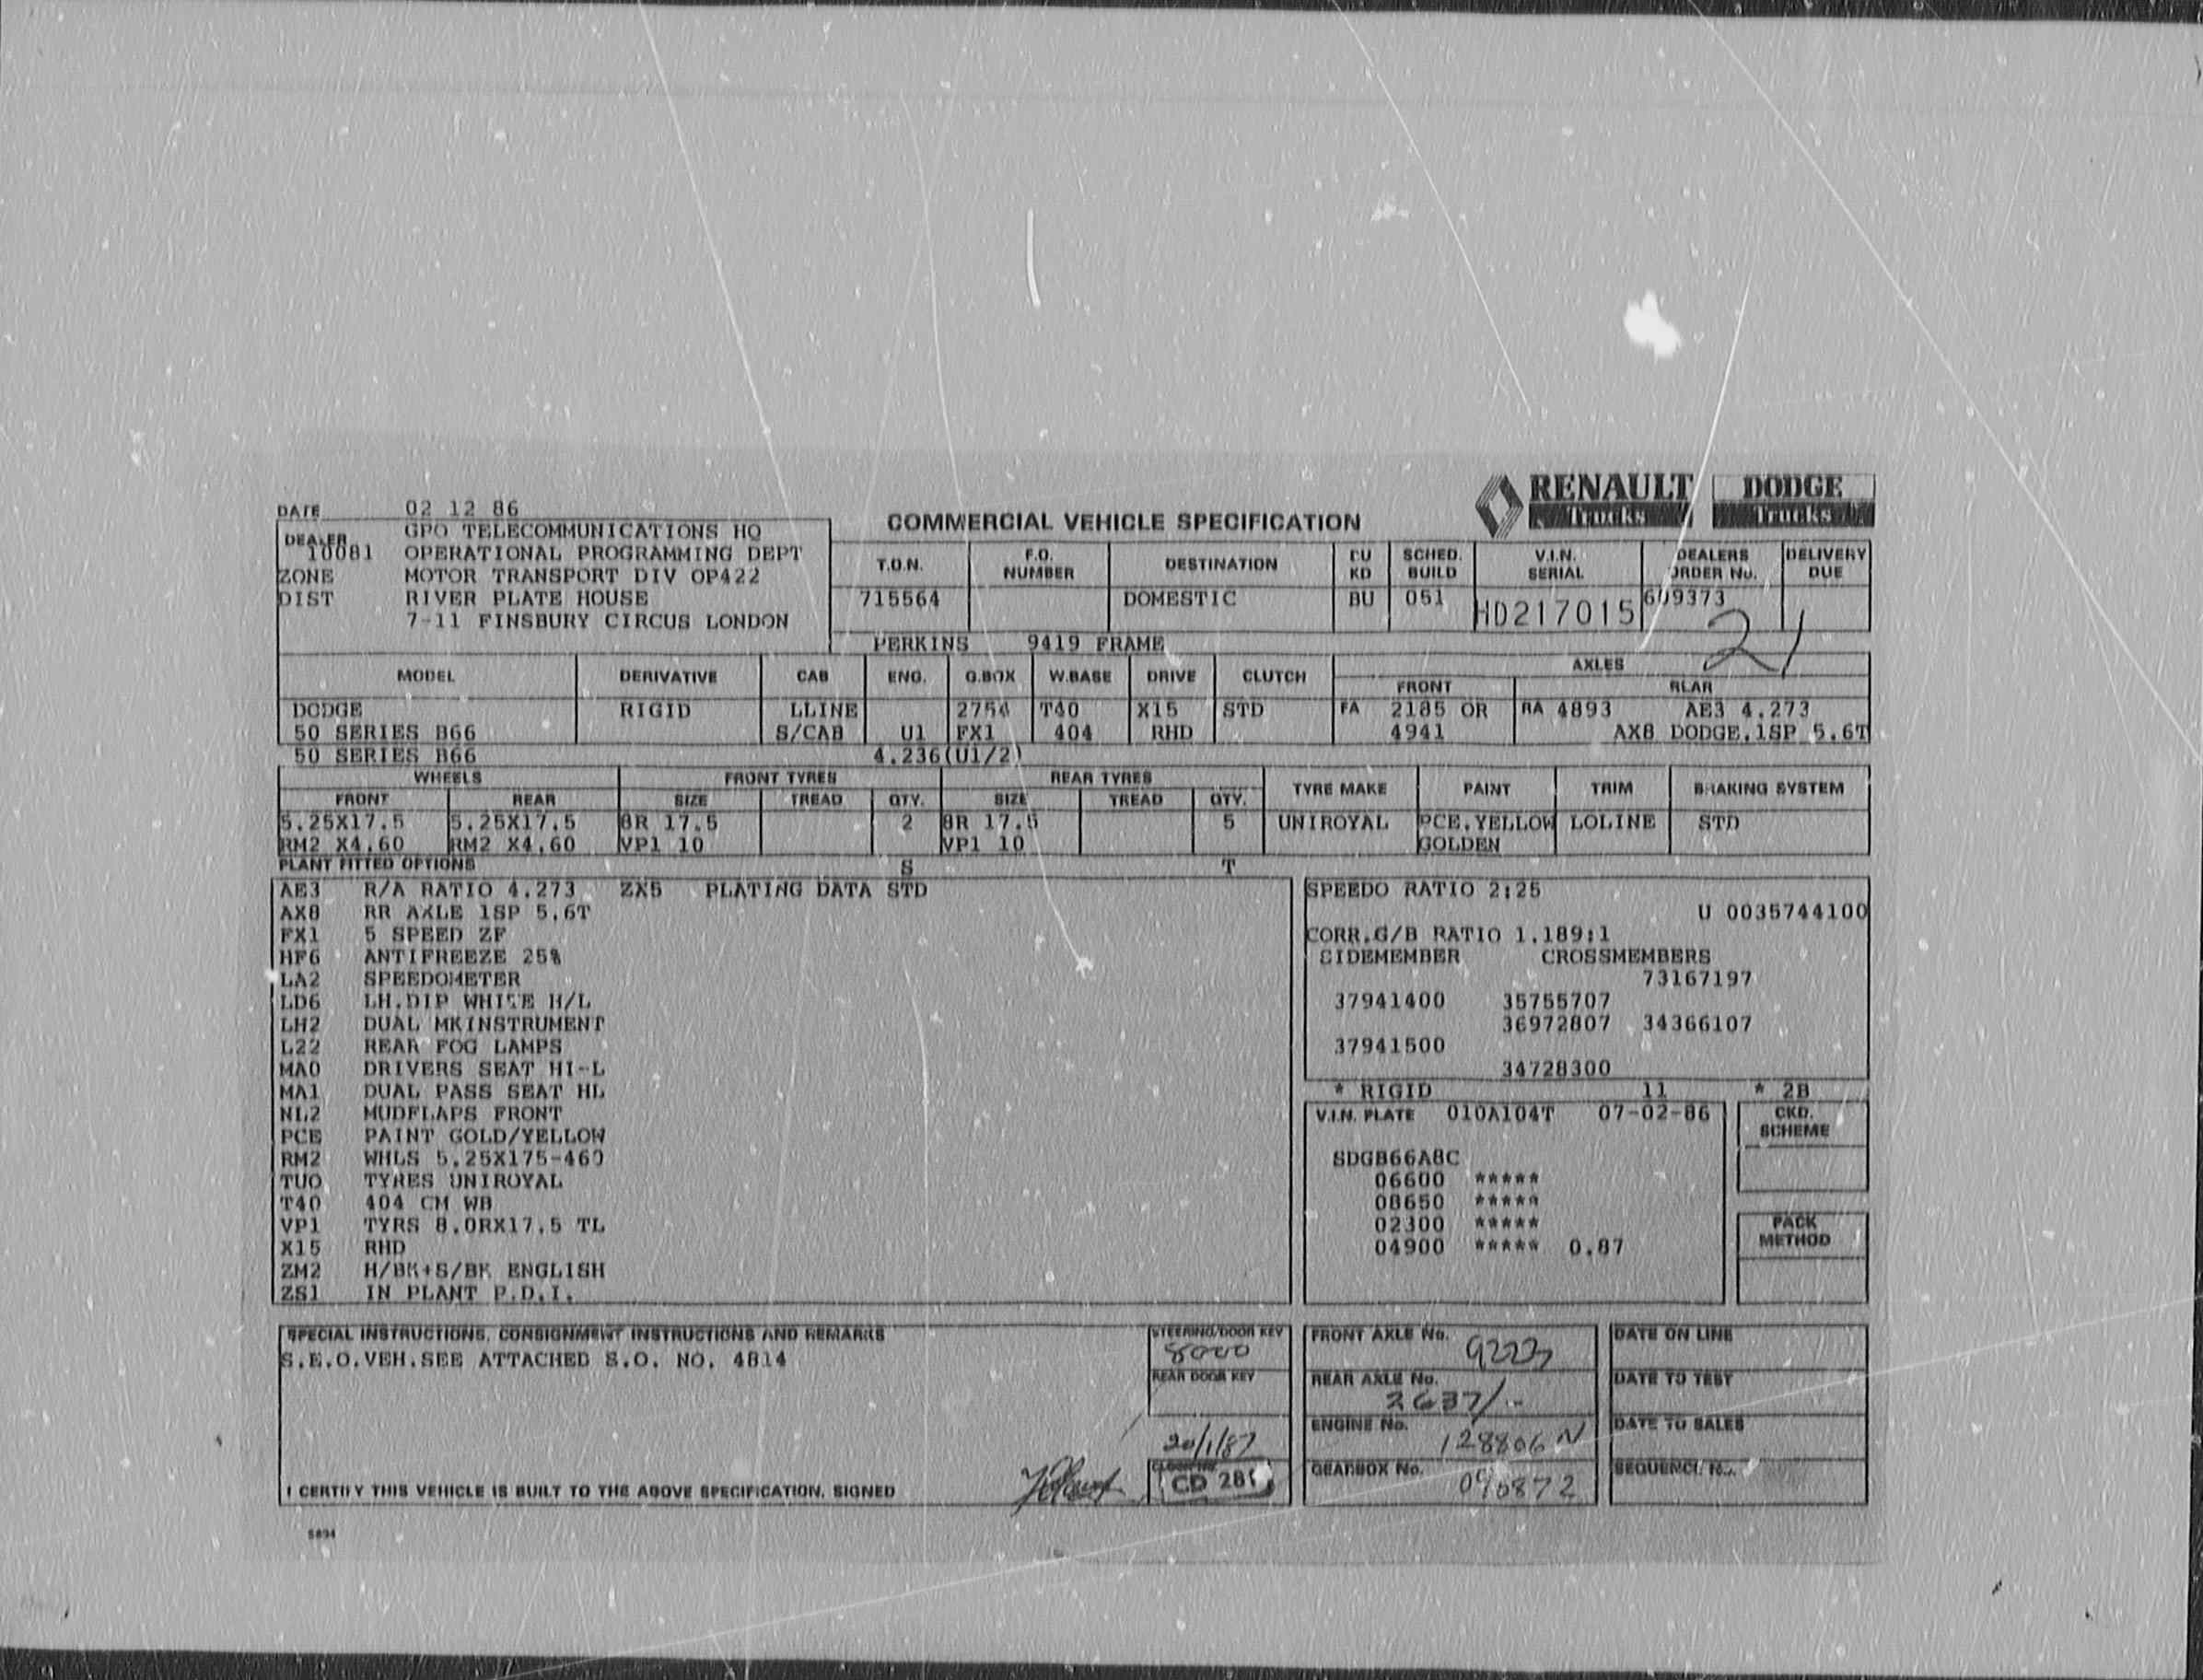 RENAULT Trucks DODGE Trucks
DATE 02 12 86
COMMERCIAL VEHICLE SPECIFICATION
DEALER 10081
GPO TELECOMMUNICATIONS HQ
OPERATIONAL PROGRAMMING DEPT
ZONE MOTOR TRANSPORT DIV OP422
DIST RIVER PLATE HOUSE
7-11 FINSBURY CIRCUS LONDON
T.O.N. F.O. NUMBER DESTINATION CU KD SCHED. BUILD V.I.N. SERIAL DEALERS ORDER No. DELIVERY DUE
715564 DOMESTIC BU 051 HD217015 609373
21
PERKINS 9419 FRAME
MODEL DERIVATIVE CAB ENG. G.BOX W.BASE DRIVE CLUTCH AXLES
FRONT REAR
DODGE RIGID LLINE 2754 T40 X15 STD FA 2185 OR RA 4893 AE3 4.273
50 SERIES B66 S/CAB U1 FX1 404 RHD 4941 AX8 DODGE.1SP 5.6T
50 SERIES B66 4.236(U1/2)
WHEELS FRONT TYRES REAR TYRES TYRE MAKE PAINT TRIM BRAKING SYSTEM
FRONT REAR SIZE TREAD QTY. SIZE TREAD QTY.
5.25X17.5 5.25X17.5 8R 17.5 2 8R 17.5 5 UNIROYAL PCE.YELLOW LOLINE STD
RM2 X4.60 RM2 X4.60 VP1 10 VP1 10 GOLDEN
PLANT FITTED OPTIONS S T
AE3 R/A RATIO 4.273 ZX5 PLATING DATA STD
AX8 RR AXLE 1SP 5.6T
FX1 5 SPEED ZF
HF6 ANTIFREEZE 25%
LA2 SPEEDOMETER
LD6 LH.DIP WHITE H/L
LH2 DUAL MKINSTRUMENT
L22 REAR FOG LAMPS
MA0 DRIVERS SEAT HI-L
MA1 DUAL PASS SEAT HL
NL2 MUDFLAPS FRONT
PCE PAINT GOLD/YELLOW
RM2 WHLS 5.25X175-460
TUO TYRES UNIROYAL
T40 404 CM WB
VP1 TYRS 8.0RX17.5 TL
X15 RHD
ZM2 H/BK+S/BK ENGLISH
ZS1 IN PLANT P.D.I.
SPEEDO RATIO 2:25
U 0035744100
CORR.G/B RATIO 1.189:1
SIDEMEMBER CROSSMEMBERS
73167197
37941400 35755707
36972807 34366107
37941500
34728300
* RIGID 11 * 2B
V.I.N. PLATE 010A104T 07-02-86
SDGB66A8C
06600 *****
08650 *****
02300 *****
04900 ***** 0.87
CKD. SCHEME
PACK METHOD
SPECIAL INSTRUCTIONS, CONSIGNMENT INSTRUCTIONS AND REMARKS
S.E.O.VEH.SEE ATTACHED S.O. NO. 4814
STEERING/DOOR KEY
8000
REAR DOOR KEY
20/1/87
CD 281
I CERTIFY THIS VEHICLE IS BUILT TO THE ABOVE SPECIFICATION. SIGNED
FRONT AXLE No. 9223
REAR AXLE No. 2637/-
ENGINE No. 128806 N
GEARBOX No. 090872
DATE ON LINE
DATE TO TEST
DATE TO SALES
SEQUENCE No.
5894